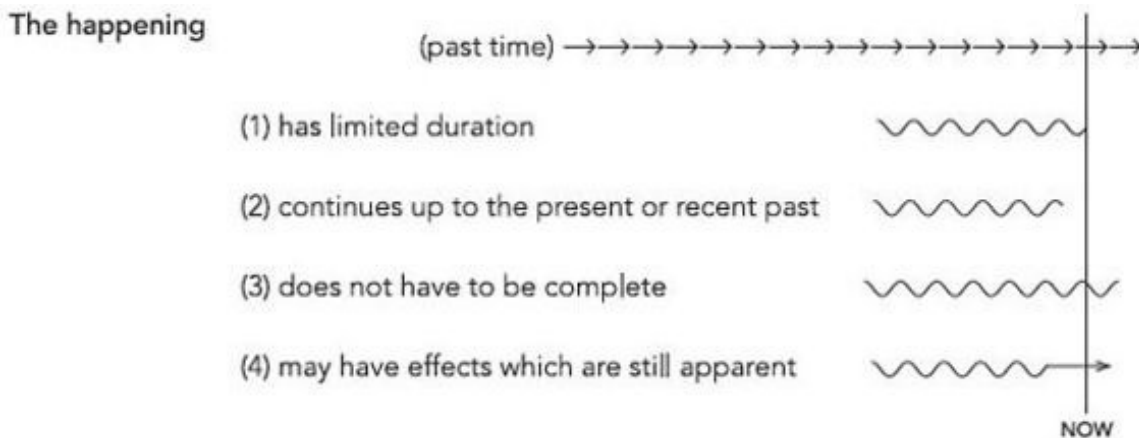 The happening
(past time)
(1) has limited duration
(2) continues up to the present or recent past
(3) does not have to be complete
(4) may have effects which are still apparent
NOW